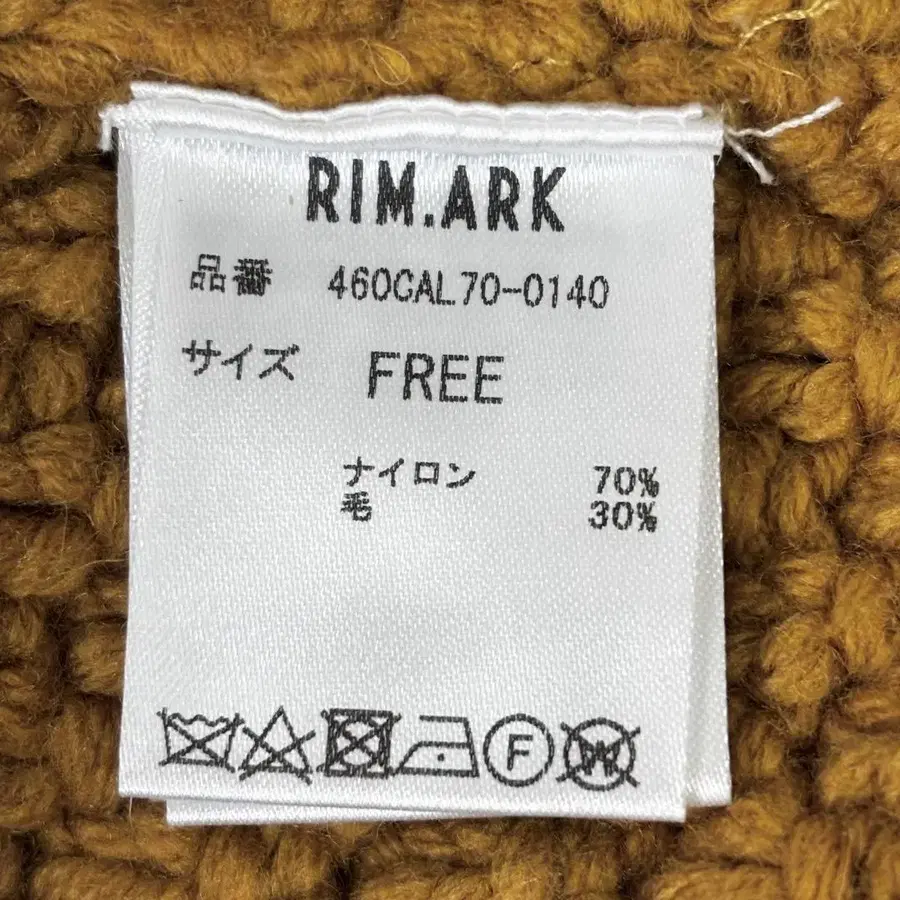 RIM.ARK
品番 460CAL70-0140
サイズ FREE
ナイロン 70%
毛 30%
F
W